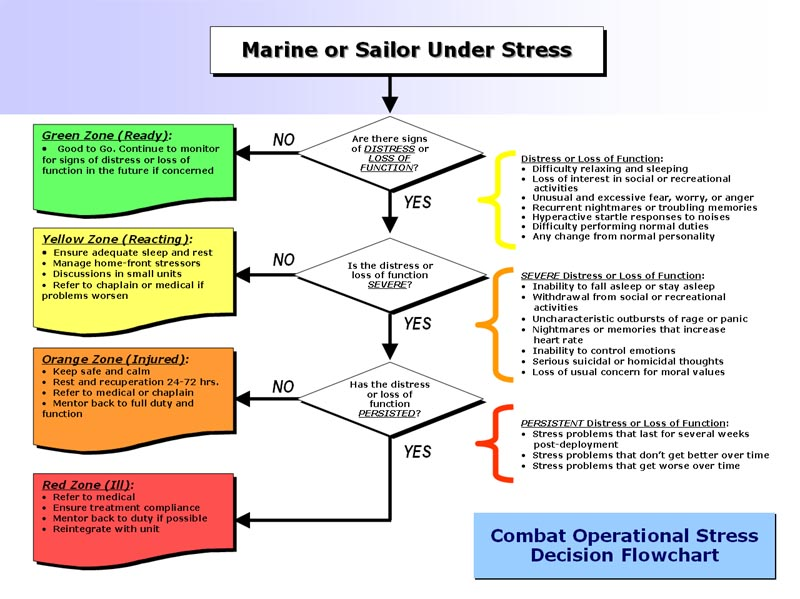 Marine or Sailor Under Stress
Are there signs
of DISTRESS or
LOSS OF
FUNCTION?
NO
YES
Green Zone (Ready):
• Good to Go. Continue to monitor
for signs of distress or loss of
function in the future if concerned
Distress or Loss of Function:
• Difficulty relaxing and sleeping
• Loss of interest in social or recreational
activities
• Unusual and excessive fear, worry, or anger
• Recurrent nightmares or troubling memories
• Hyperactive startle responses to noises
• Difficulty performing normal duties
• Any change from normal personality
Is the distress or
loss of function
SEVERE?
NO
YES
Yellow Zone (Reacting):
• Ensure adequate sleep and rest
• Manage home-front stressors
• Discussions in small units
• Refer to chaplain or medical if
problems worsen
SEVERE Distress or Loss of Function:
• Inability to fall asleep or stay asleep
• Withdrawal from social or recreational
activities
• Uncharacteristic outbursts of rage or panic
• Nightmares or memories that increase
heart rate
• Inability to control emotions
• Serious suicidal or homicidal thoughts
• Loss of usual concern for moral values
Has the distress
or loss of
function
PERSISTED?
NO
YES
Orange Zone (Injured):
• Keep safe and calm
• Rest and recuperation 24-72 hrs.
• Refer to medical or chaplain
• Mentor back to full duty and
function
PERSISTENT Distress or Loss of Function:
• Stress problems that last for several weeks
post-deployment
• Stress problems that don't get better over time
• Stress problems that get worse over time
Red Zone (Ill):
• Refer to medical
• Ensure treatment compliance
• Mentor back to duty if possible
• Reintegrate with unit
Combat Operational Stress
Decision Flowchart